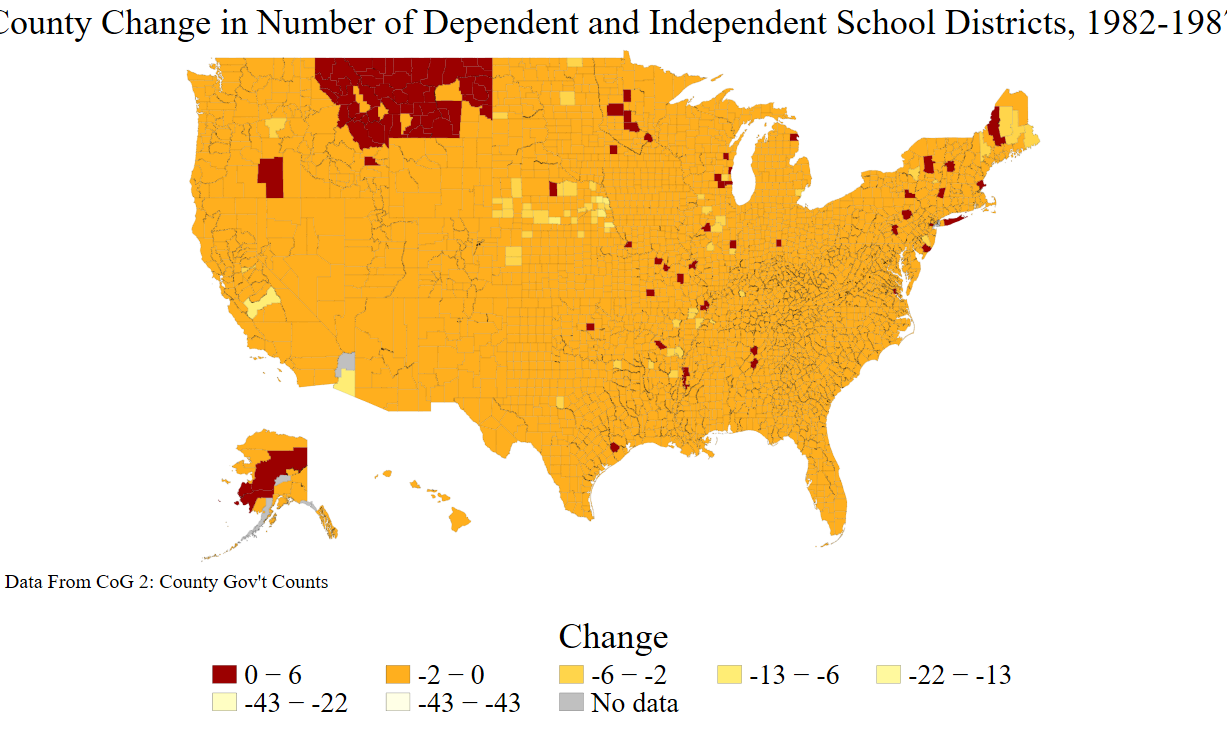 County Change in Number of Dependent and Independent School Districts, 1982-198
Data From CoG 2: County Gov't Counts
Change
0 − 6
-2 − 0
-6 − -2
-13 − -6
-22 − -13
-43 − -22
-43 − -43
No data